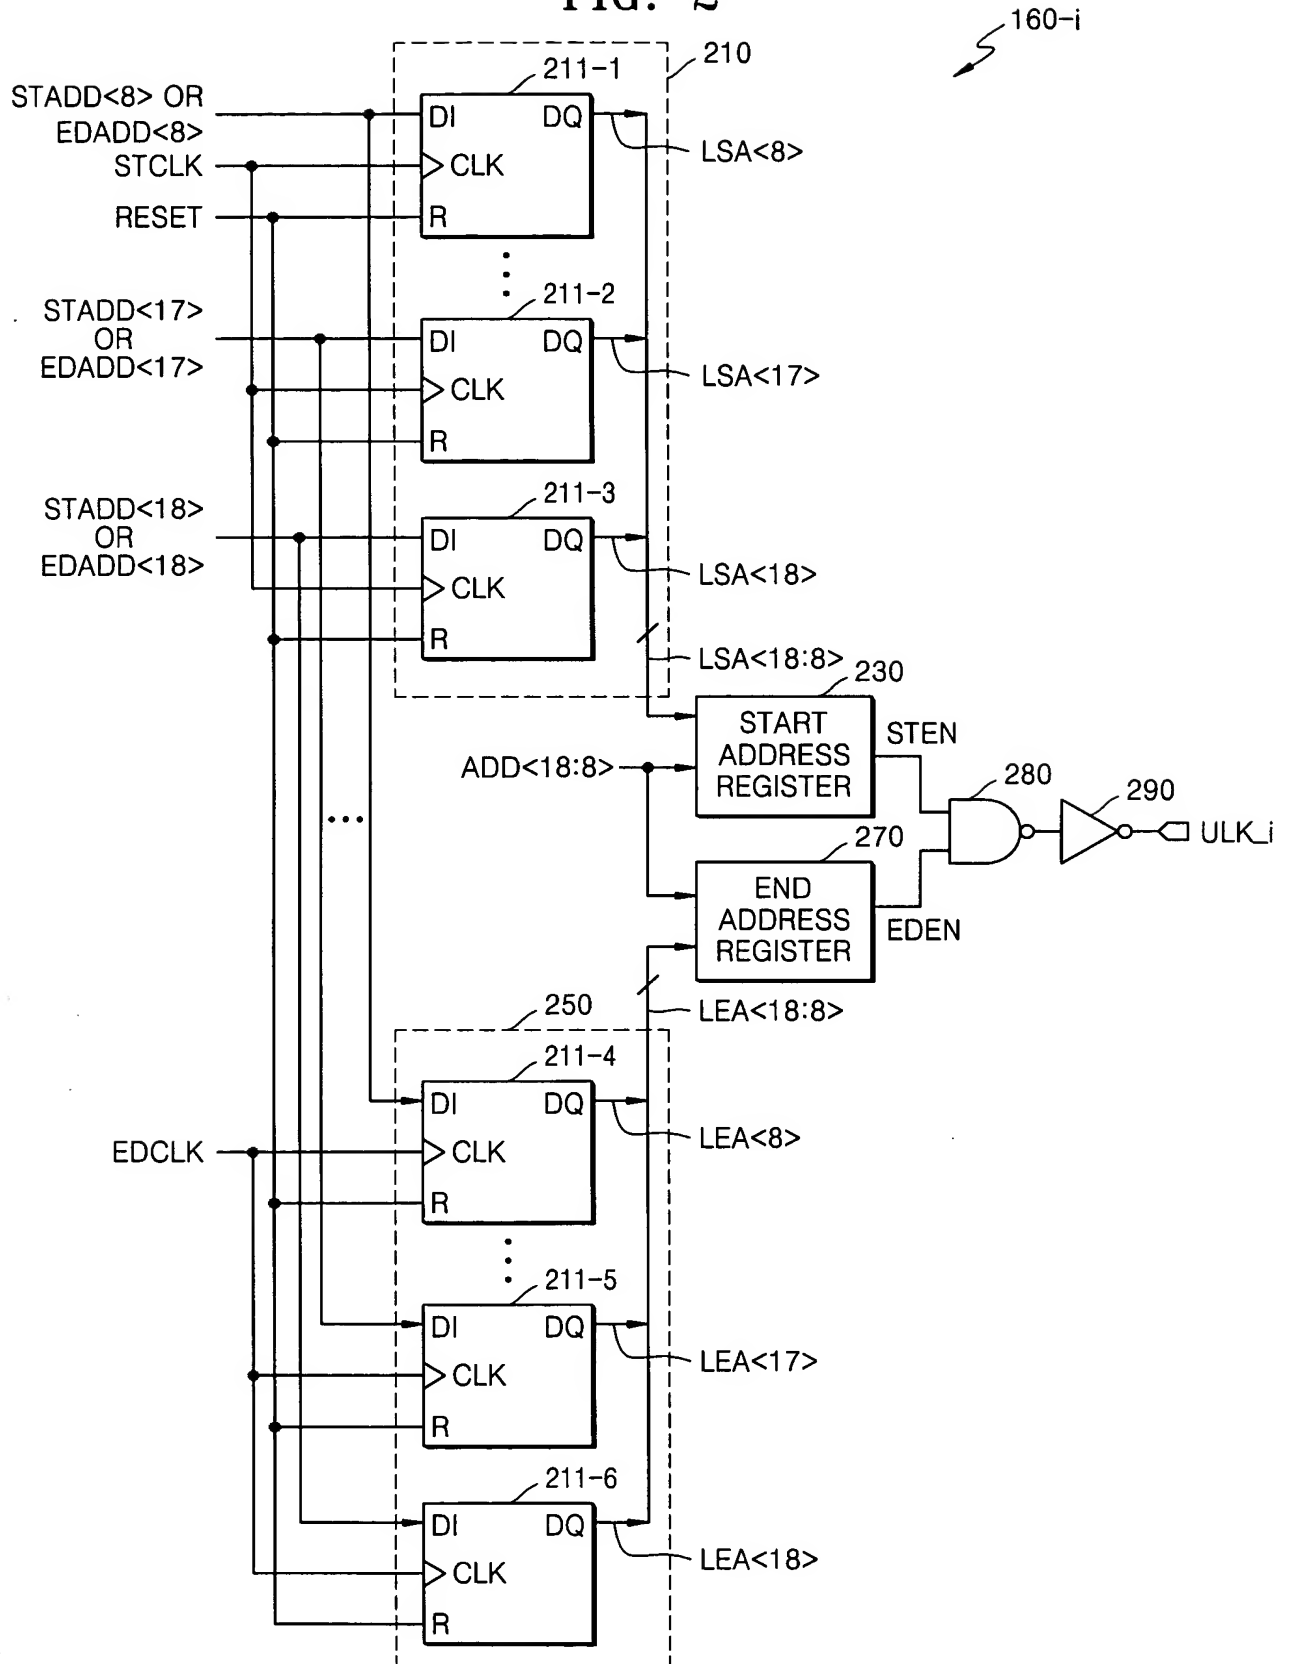 FIG. 2
160-i
210
211-1
STADD<8> OR
EDADD<8>
DI
DQ
LSA<8>
STCLK
CLK
RESET
R
211-2
STADD<17>
OR
EDADD<17>
DI
DQ
LSA<17>
CLK
R
211-3
STADD<18>
OR
EDADD<18>
DI
DQ
LSA<18>
CLK
R
LSA<18:8>
230
START
ADDRESS
REGISTER
STEN
ADD<18:8>
280
290
ULK_i
270
END
ADDRESS
REGISTER
EDEN
LEA<18:8>
250
211-4
DI
DQ
LEA<8>
EDCLK
CLK
R
211-5
DI
DQ
LEA<17>
CLK
R
211-6
DI
DQ
LEA<18>
CLK
R